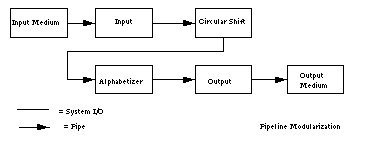 Input Medium
Input
Circular Shift
Alphabetizer
Output
Output
Medium
= System I/O
= Pipe
Pipeline Modularization